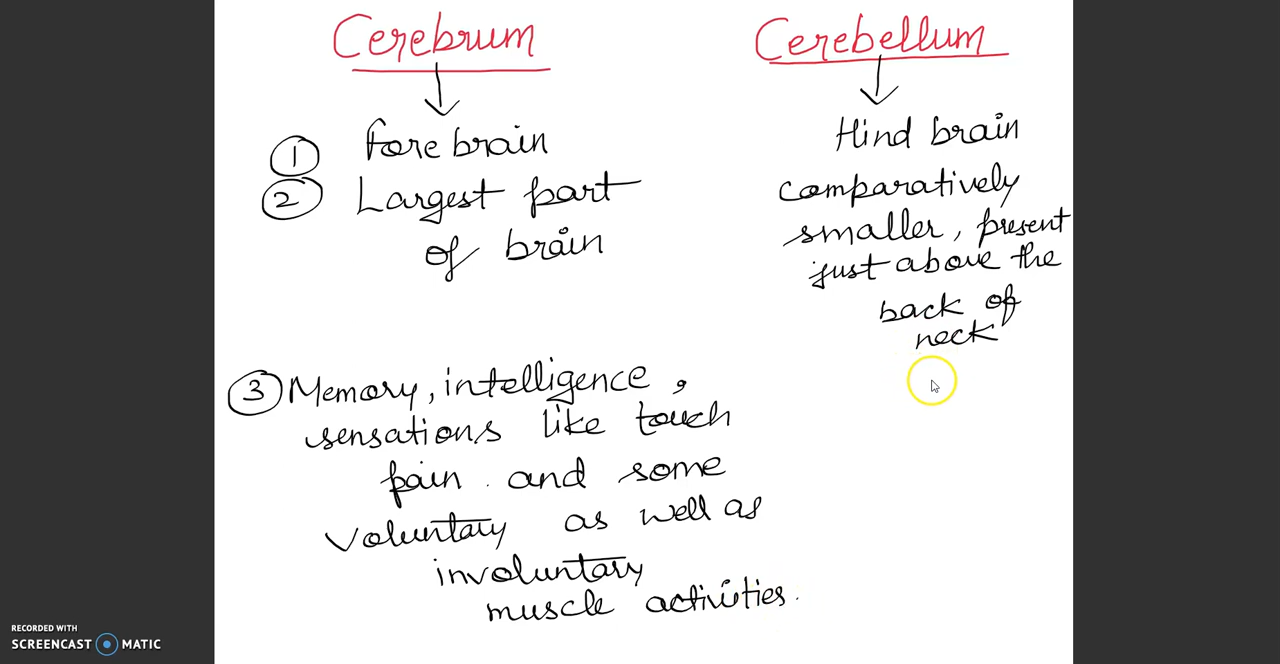 Cerebrum
Cerebellum
1 Fore brain
Hind brain
2 Largest part
of brain
comparatively
smaller, present
just above the
back of
neck
3 Memory, intelligence,
sensations like touch
pain and some
voluntary as well as
involuntary
muscle activities.
RECORDED WITH
SCREENCAST MATIC